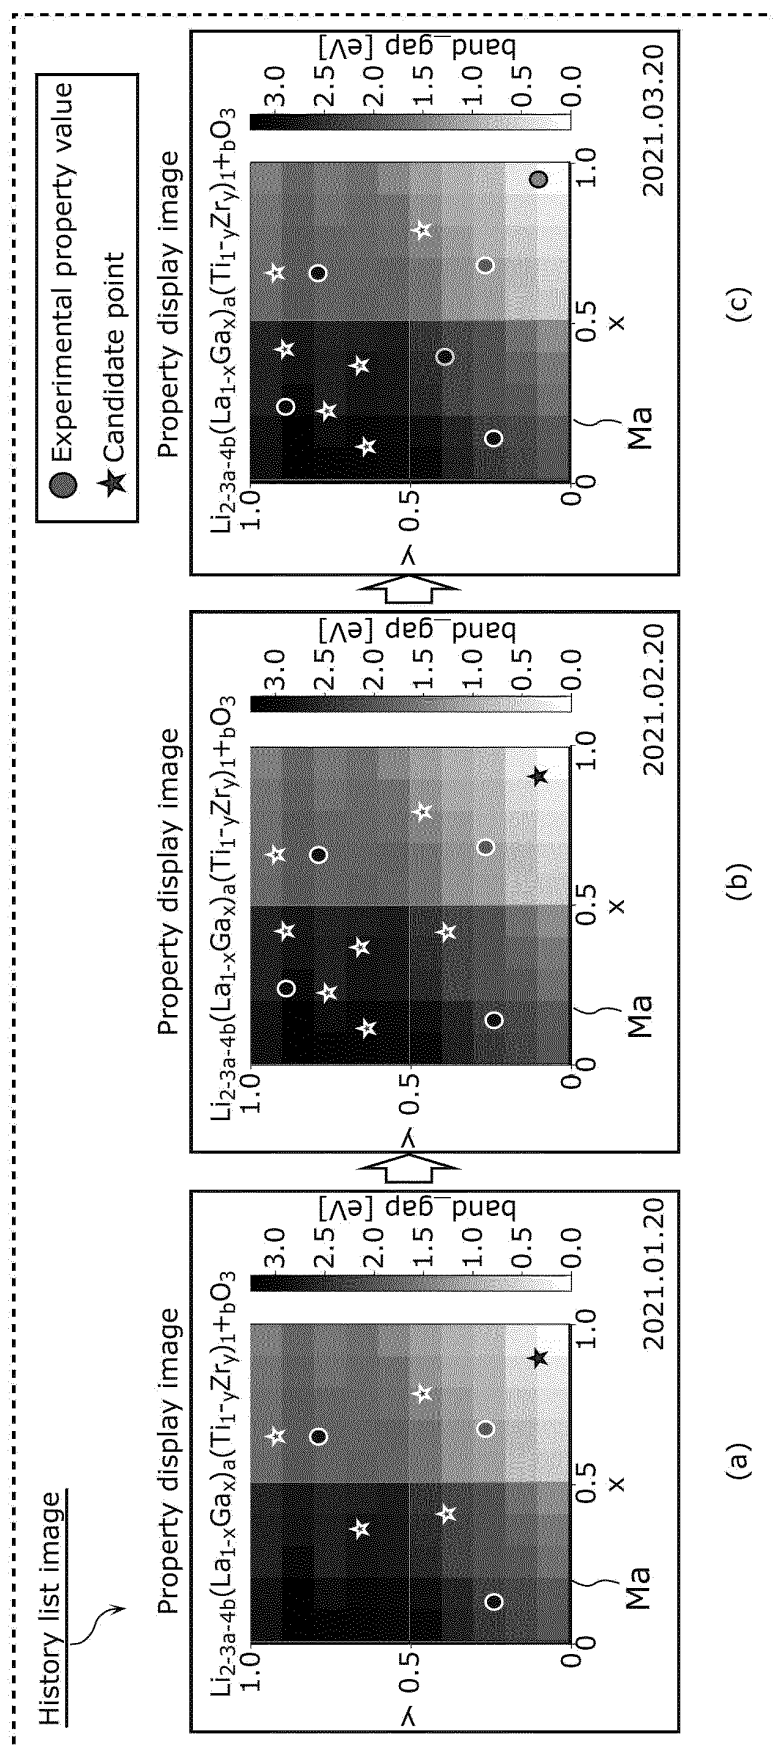 History list image
● Experimental property value
★ Candidate point
Property display image
Li2-3a-4b(La1-xGax)a(Ti1-yZry)1+bO3
1.0
0.5
0
y
0
0.5
1.0
x
Ma
3.0
2.5
2.0
1.5
1.0
0.5
0.0
band_gap [eV]
2021.01.20
(a)
Property display image
Li2-3a-4b(La1-xGax)a(Ti1-yZry)1+bO3
1.0
0.5
0
y
0
0.5
1.0
x
Ma
3.0
2.5
2.0
1.5
1.0
0.5
0.0
band_gap [eV]
2021.02.20
(b)
Property display image
Li2-3a-4b(La1-xGax)a(Ti1-yZry)1+bO3
1.0
0.5
0
y
0
0.5
1.0
x
Ma
3.0
2.5
2.0
1.5
1.0
0.5
0.0
band_gap [eV]
2021.03.20
(c)